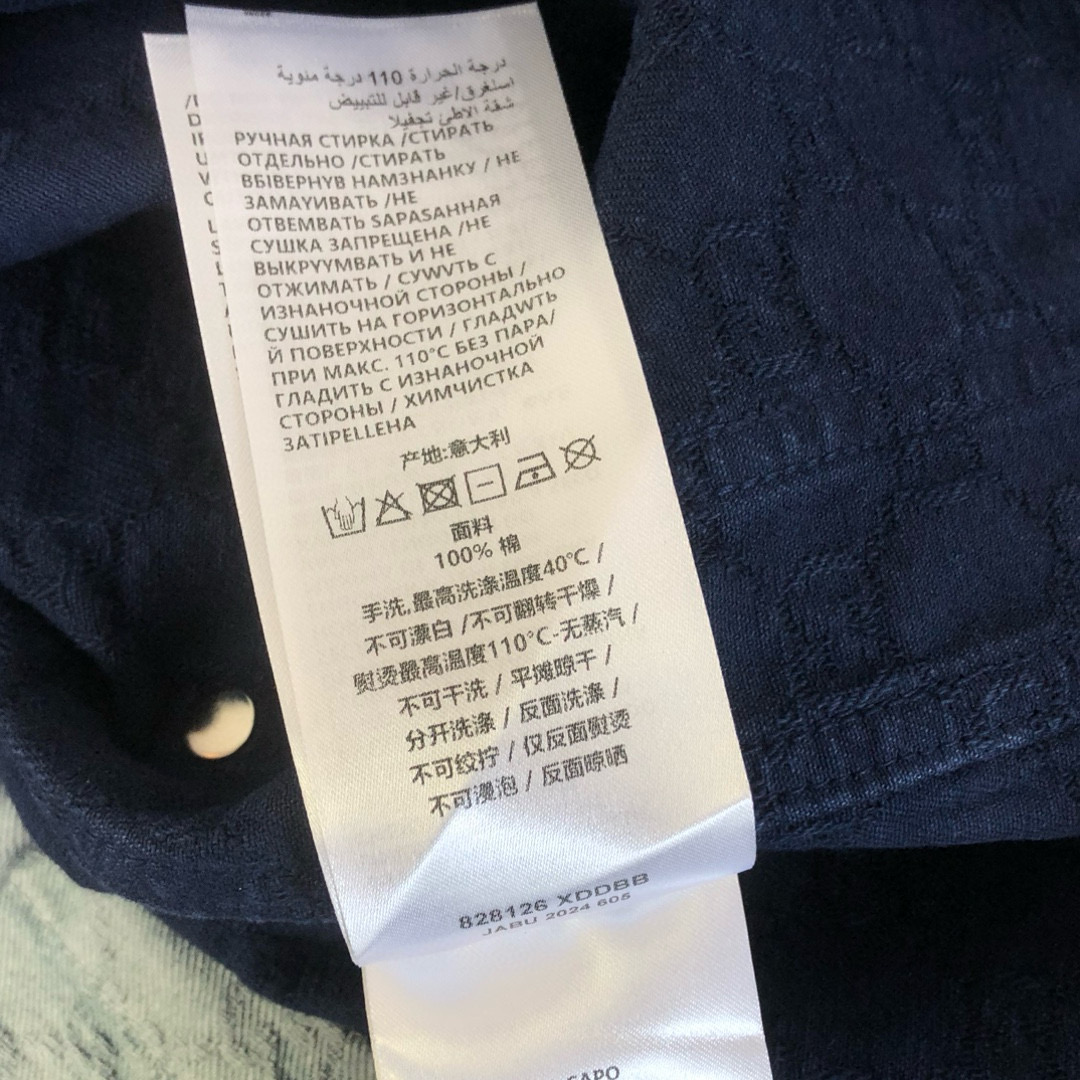 درجة الحرارة 110 درجة مئوية
استغرق/غير قابل للتبييض
شقة الاطئ تجفيلا
РУЧНАЯ СТИРКА /СТИРАТЬ
ОТДЕЛЬНО /СТИРАТЬ
ВБІВЕРНУВ НАМЗНАНКУ / НЕ
ЗАМАУИВАТЬ /НЕ
ОТВЕМВАТЬ SAPASAHHAЯ
СУШКА ЗАПРЕЩЕНА /НЕ
ВЫКРУУМВАТЬ И НЕ
ОТЖИМАТЬ / СУWVТЬ С
ИЗНАНОЧНОЙ СТОРОНЫ /
СУШИТЬ НА ГОРИЗОНТАЛЬНО
Й ПОВЕРХНОСТИ / ГЛАДWТЬ
ПРИ МАКС. 110°C БЕЗ ПАРА/
ГЛАДИТЬ С ИЗНАНОЧНОЙ
СТОРОНЫ / ХИМЧИСТКА
3ATIPELLEHA
产地:意大利
面料
100% 棉
手洗,最高洗涤温度40°C /
不可漂白 /不可翻转干燥 /
熨烫最高温度110°C-无蒸汽 /
不可干洗 / 平摊晾干 /
分开洗涤 / 反面洗涤 /
不可绞拧 / 仅反面熨烫
不可浸泡 / 反面晾晒
828126 XDDBB
JABU 2024 605